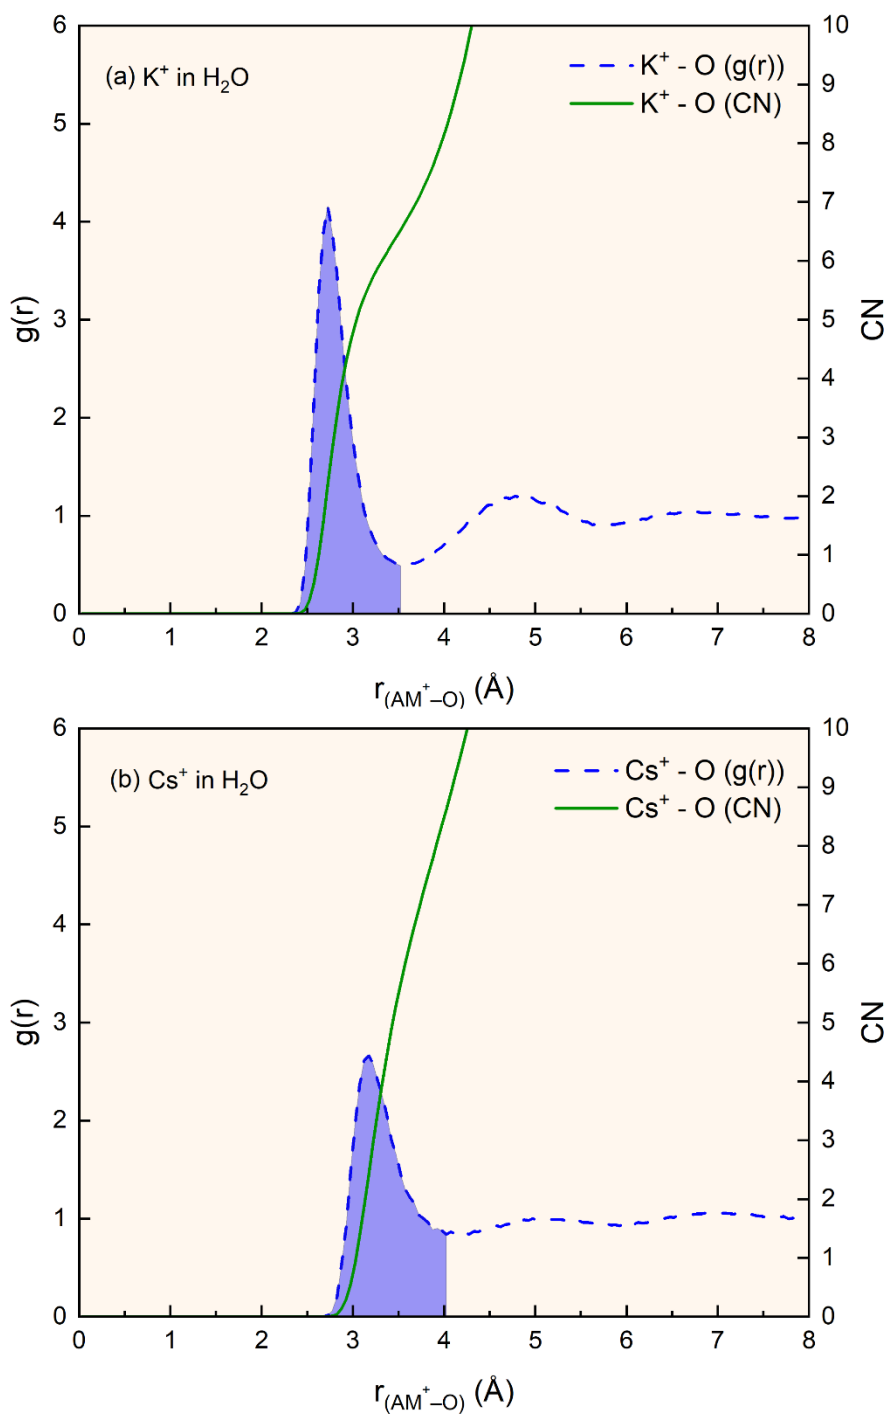 (a) K⁺ in H₂O
K⁺ - O (g(r))
K⁺ - O (CN)
6
5
4
3
2
1
0
g(r)
10
9
8
7
6
5
4
3
2
1
0
CN
0 1 2 3 4 5 6 7 8
r(AM⁺–O) (Å)
(b) Cs⁺ in H₂O
Cs⁺ - O (g(r))
Cs⁺ - O (CN)
6
5
4
3
2
1
0
g(r)
10
9
8
7
6
5
4
3
2
1
0
CN
0 1 2 3 4 5 6 7 8
r(AM⁺–O) (Å)